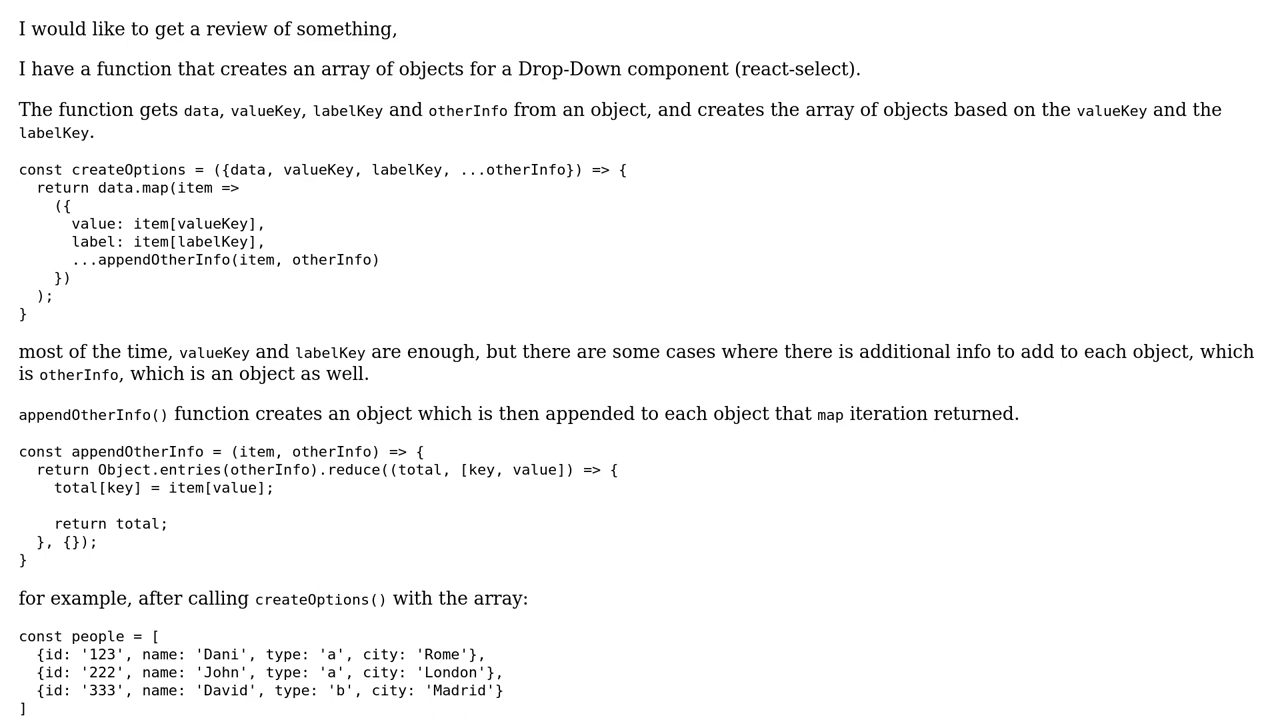 I would like to get a review of something,
I have a function that creates an array of objects for a Drop-Down component (react-select).
The function gets data, valueKey, labelKey and otherInfo from an object, and creates the array of objects based on the valueKey and the
labelKey.
const createOptions = ({data, valueKey, labelKey, ...otherInfo}) => {
  return data.map(item =>
    ({
      value: item[valueKey],
      label: item[labelKey],
      ...appendOtherInfo(item, otherInfo)
    })
  );
}
most of the time, valueKey and labelKey are enough, but there are some cases where there is additional info to add to each object, which
is otherInfo, which is an object as well.
appendOtherInfo() function creates an object which is then appended to each object that map iteration returned.
const appendOtherInfo = (item, otherInfo) => {
  return Object.entries(otherInfo).reduce((total, [key, value]) => {
    total[key] = item[value];

    return total;
  }, {});
}
for example, after calling createOptions() with the array:
const people = [
  {id: '123', name: 'Dani', type: 'a', city: 'Rome'},
  {id: '222', name: 'John', type: 'a', city: 'London'},
  {id: '333', name: 'David', type: 'b', city: 'Madrid'}
]